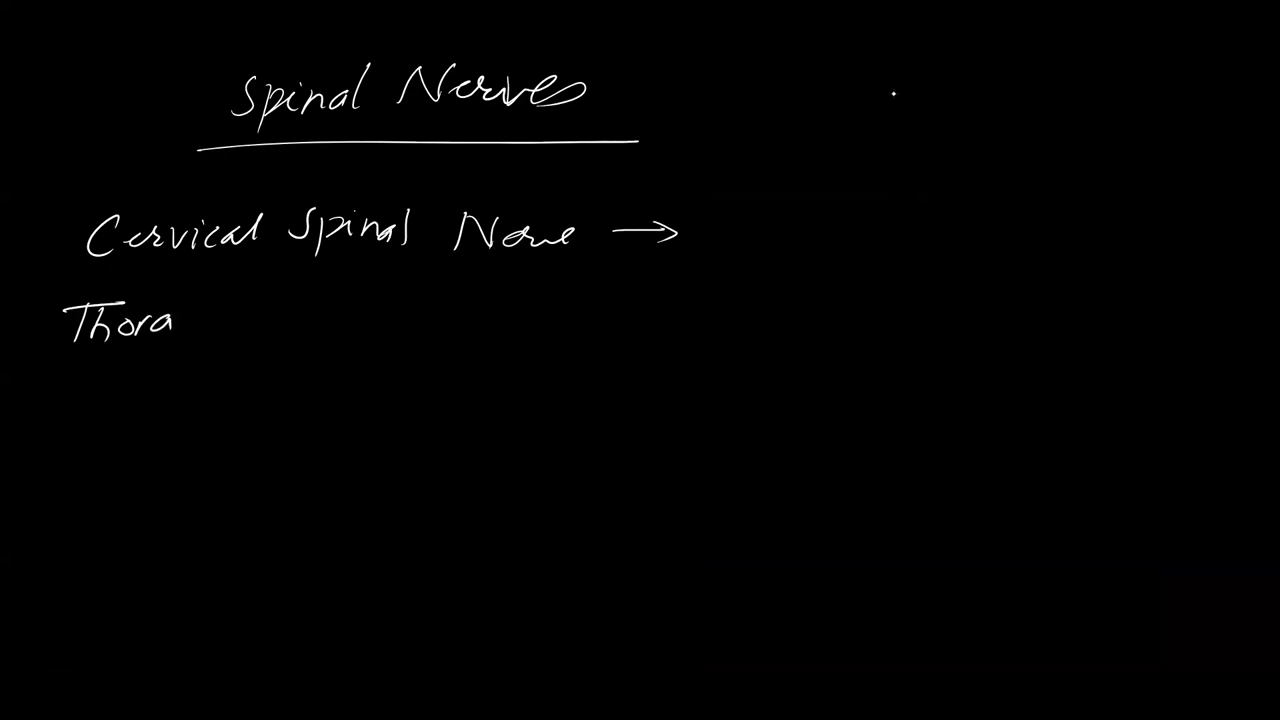 Spinal Nerves
Cervical Spinal Nerve →
Thora